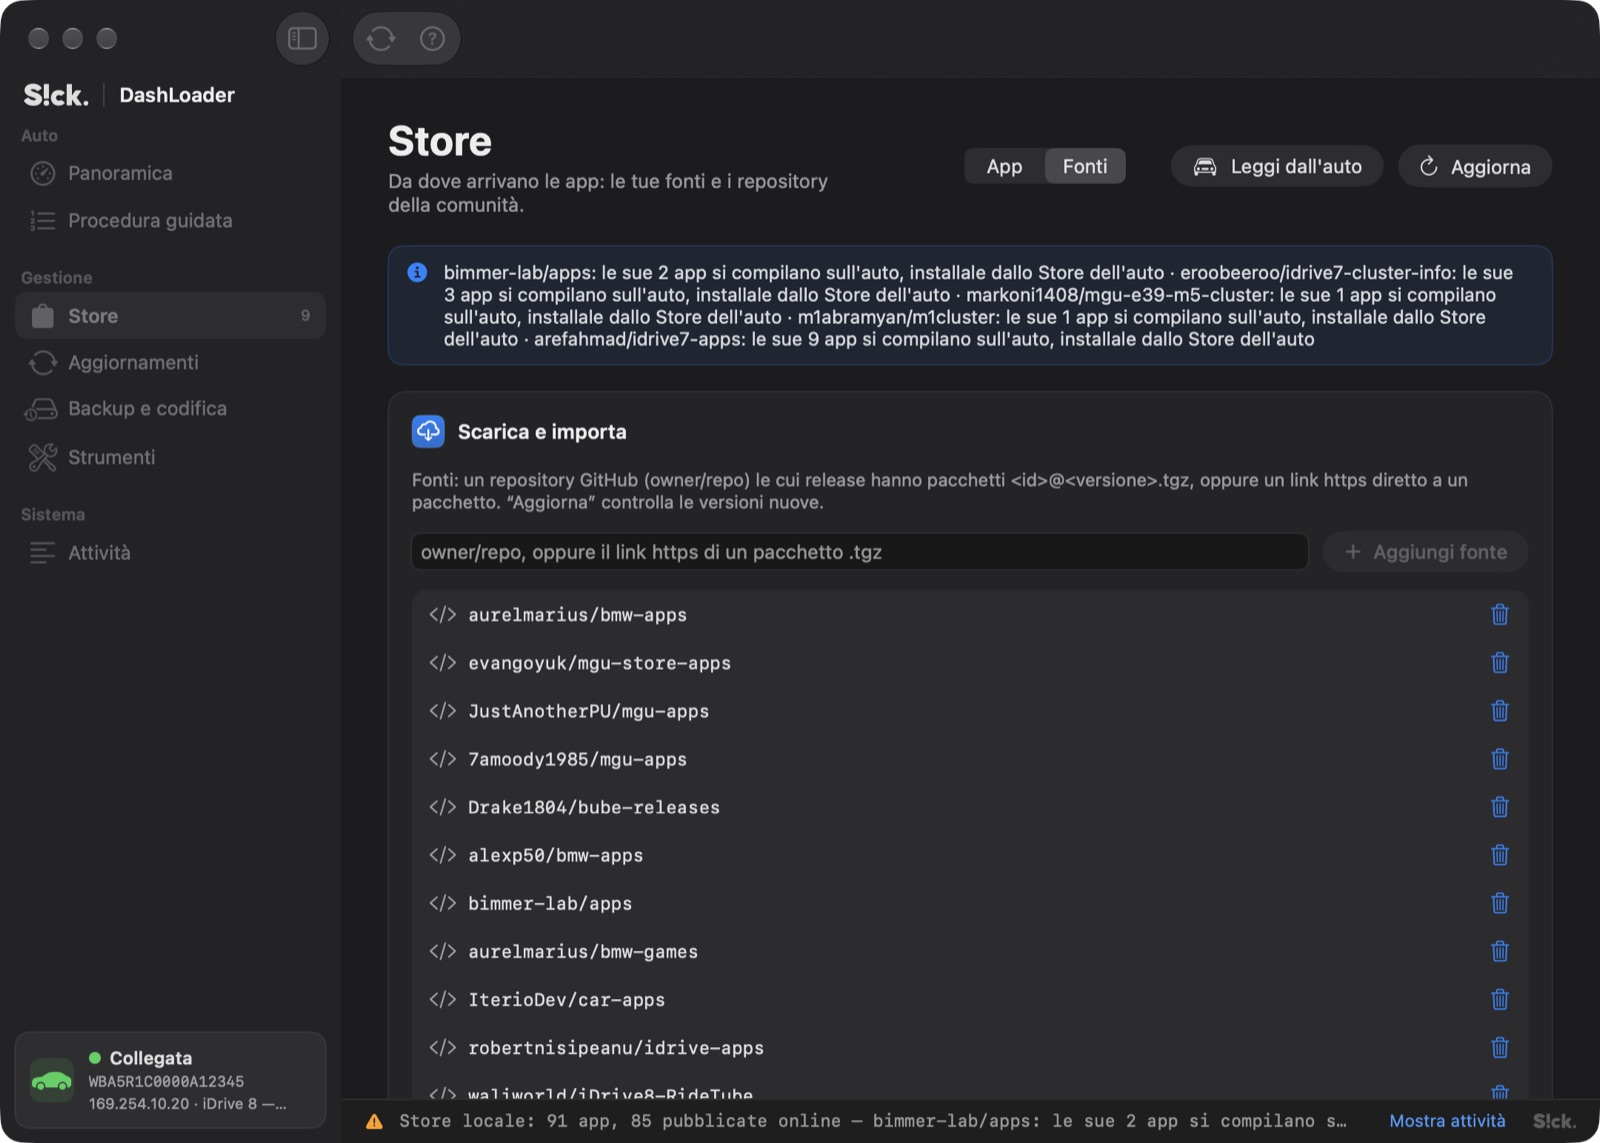 S!ck. DashLoader
Auto
Panoramica
Procedura guidata
Gestione
Store 9
Aggiornamenti
Backup e codifica
Strumenti
Sistema
Attività
Collegata
WBA5R1C0000A12345
169.254.10.20 · iDrive 8 —...
Store
Da dove arrivano le app: le tue fonti e i repository
della comunità.
App Fonti Leggi dall'auto Aggiorna
bimmer-lab/apps: le sue 2 app si compilano sull'auto, installale dallo Store dell'auto · eroobeeroo/idrive7-cluster-info: le sue
3 app si compilano sull'auto, installale dallo Store dell'auto · markoni1408/mgu-e39-m5-cluster: le sue 1 app si compilano
sull'auto, installale dallo Store dell'auto · m1abramyan/m1cluster: le sue 1 app si compilano sull'auto, installale dallo Store
dell'auto · arefahmad/idrive7-apps: le sue 9 app si compilano sull'auto, installale dallo Store dell'auto
Scarica e importa
Fonti: un repository GitHub (owner/repo) le cui release hanno pacchetti <id>@<versione>.tgz, oppure un link https diretto a un
pacchetto. “Aggiorna” controlla le versioni nuove.
owner/repo, oppure il link https di un pacchetto .tgz
+ Aggiungi fonte
</> aurelmarius/bmw-apps
</> evangoyuk/mgu-store-apps
</> JustAnotherPU/mgu-apps
</> 7amoody1985/mgu-apps
</> Drake1804/bube-releases
</> alexp50/bmw-apps
</> bimmer-lab/apps
</> aurelmarius/bmw-games
</> IterioDev/car-apps
</> robertnisipeanu/idrive-apps
</> waliworld/iDrive8-RideTube
Store locale: 91 app, 85 pubblicate online — bimmer-lab/apps: le sue 2 app si compilano s…
Mostra attività
S!ck.